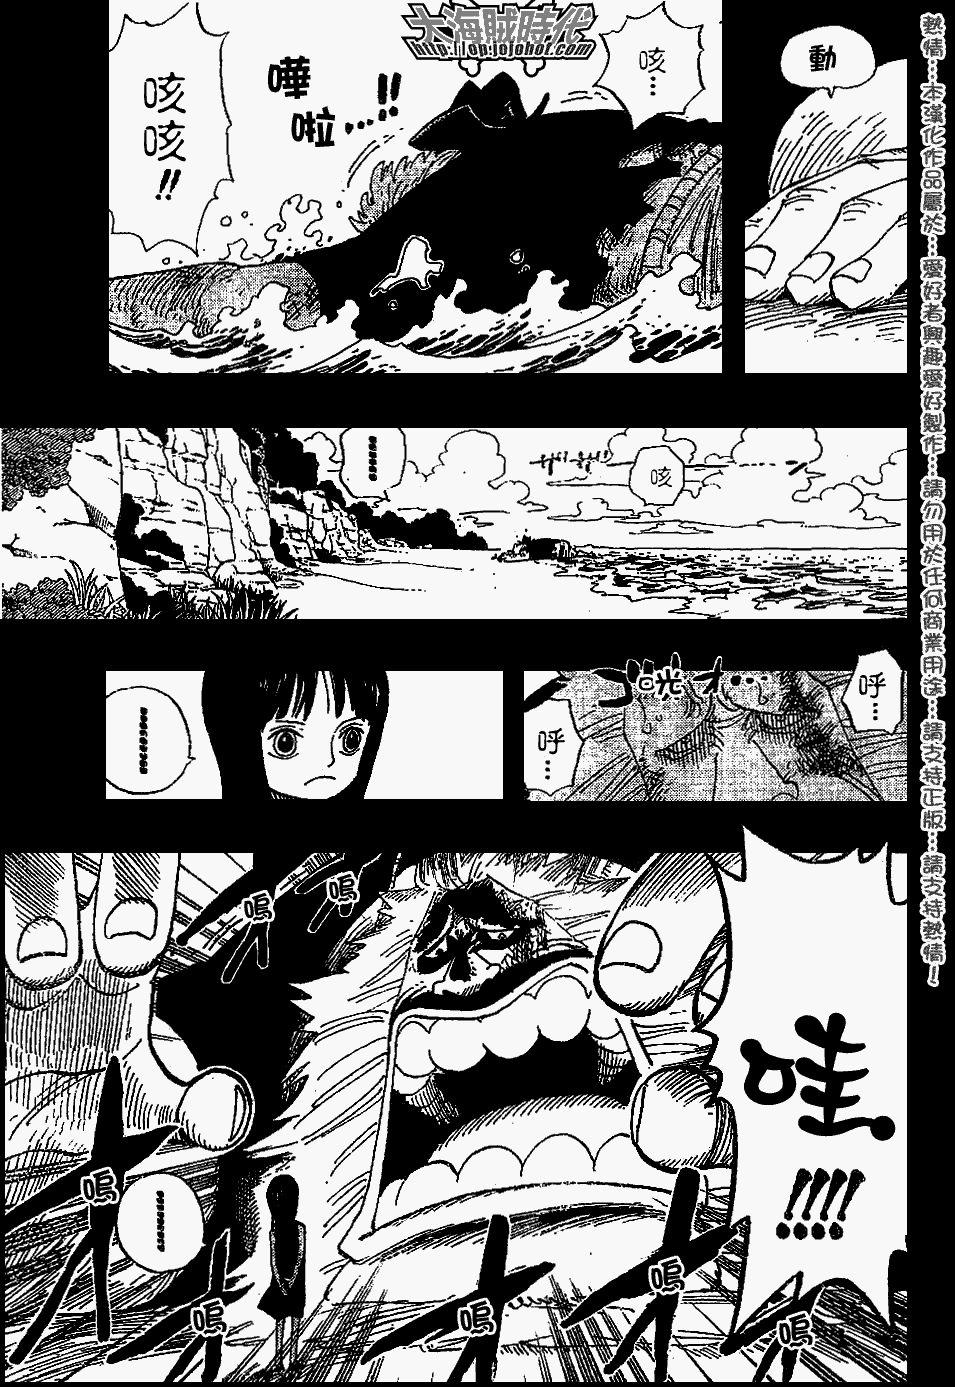 大海賊時代
http://op.jojohot.com
動
咳…
嘩啦…!!
咳咳!!
咳
…………
呼…
呼…
…………
哇!!!!
嗚
嗚
嗚
嗚
嗚
嗚
嗚
…………
熱情…本漢化作品屬於…愛好者興趣愛好製作…請勿用於任何商業用途…請支持正版…請支持熱情!